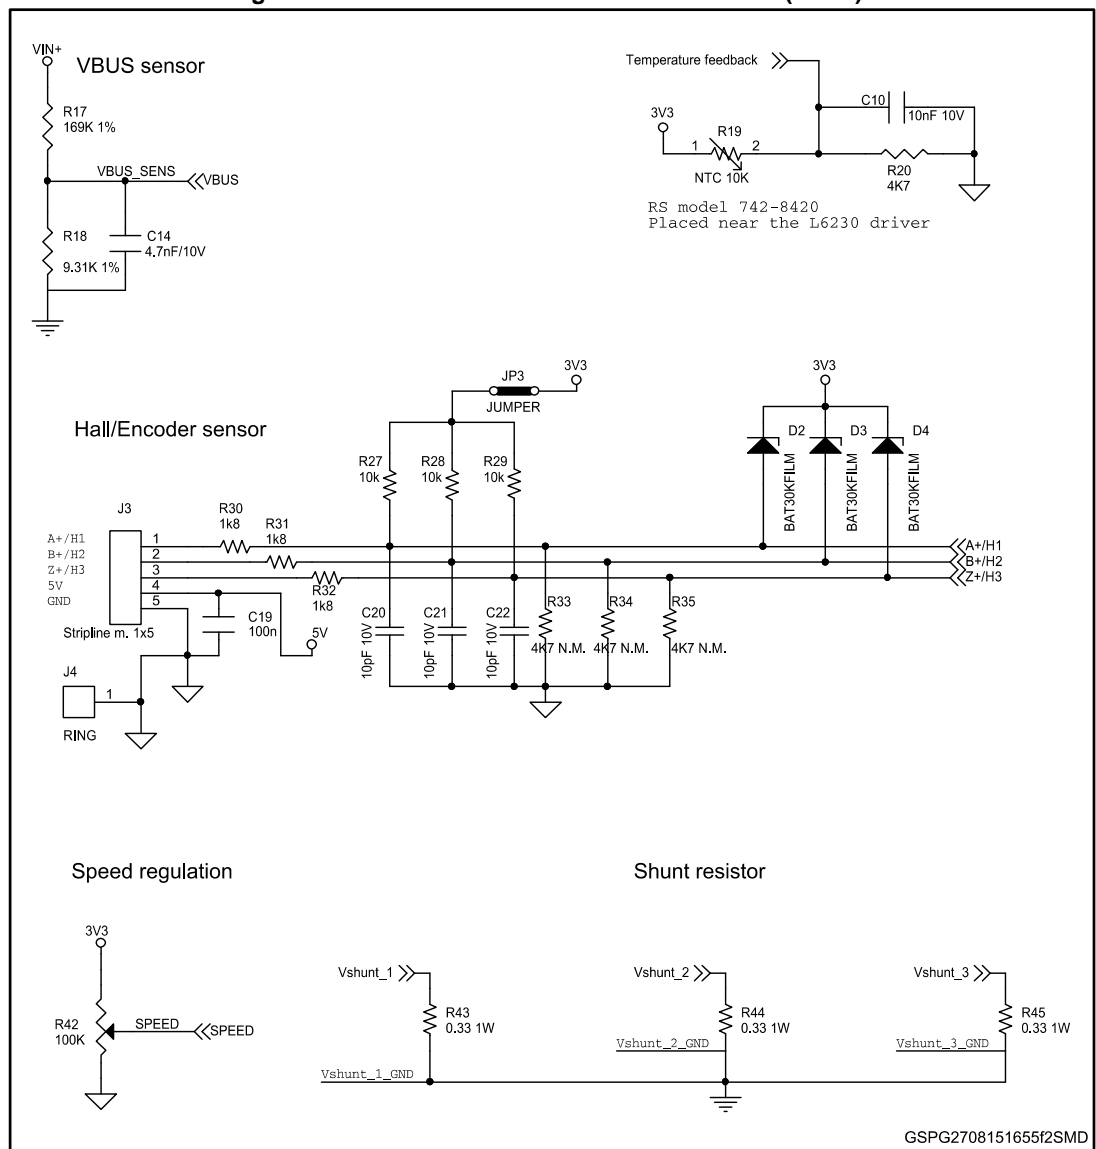 VIN+
VBUS sensor
R17
169K 1%
VBUS_SENS
VBUS
R18
9.31K 1%
C14
4.7nF/10V
Temperature feedback
3V3
1
R19
2
NTC 10K
C10
10nF 10V
R20
4K7
RS model 742-8420
Placed near the L6230 driver
Hall/Encoder sensor
JP3
JUMPER
3V3
R27
10k
R28
10k
R29
10k
3V3
D2
BAT30KFILM
D3
BAT30KFILM
D4
BAT30KFILM
J3
A+/H1
B+/H2
Z+/H3
5V
GND
1
2
3
4
5
Stripline m. 1x5
R30
1k8
R31
1k8
R32
1k8
C19
100n
5V
J4
1
RING
C20
10pF 10V
C21
10pF 10V
C22
10pF 10V
R33
4K7 N.M.
R34
4K7 N.M.
R35
4K7 N.M.
A+/H1
B+/H2
Z+/H3
Speed regulation
3V3
R42
100K
SPEED
SPEED
Shunt resistor
Vshunt_1
R43
0.33 1W
Vshunt_1_GND
Vshunt_2
R44
0.33 1W
Vshunt_2_GND
Vshunt_3
R45
0.33 1W
Vshunt_3_GND
GSPG2708151655f2SMD